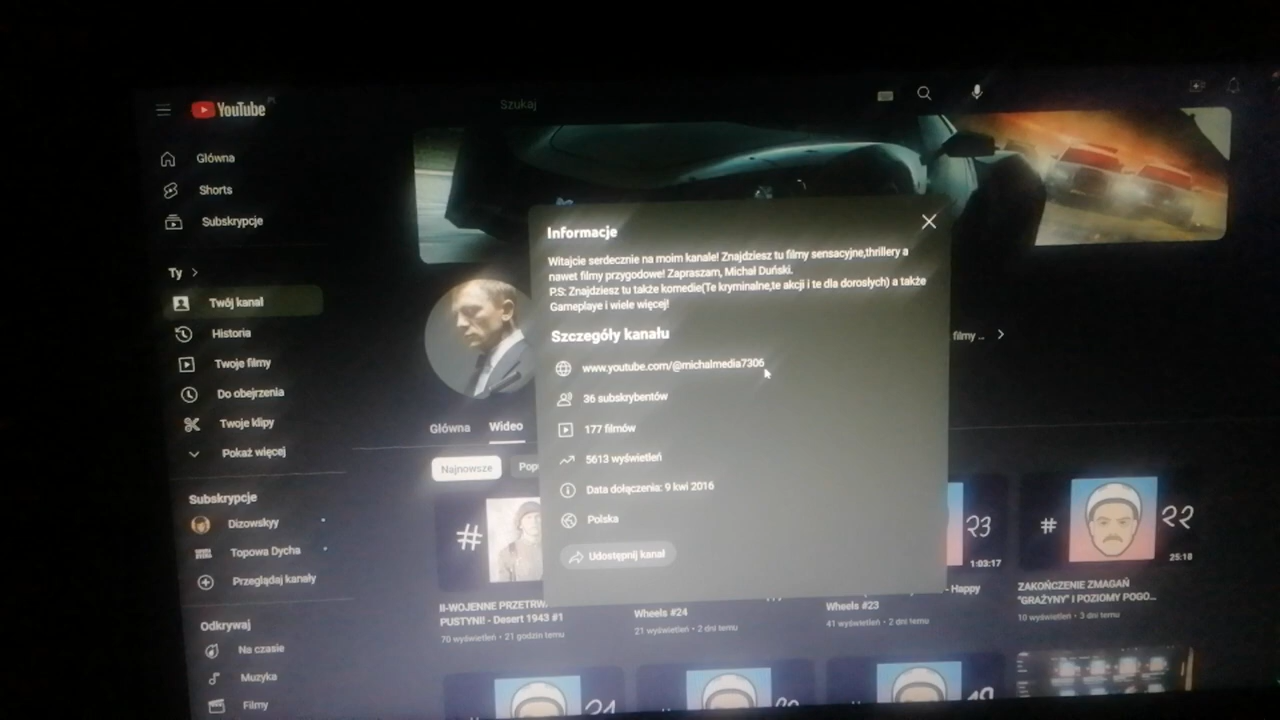 YouTube
Szukaj
Główna
Shorts
Subskrypcje
Ty
Twój kanał
Historia
Twoje filmy
Do obejrzenia
Twoje klipy
Pokaż więcej
Subskrypcje
Dizowskyy
Topowa Dycha
Przeglądaj kanały
Odkrywaj
Na czasie
Muzyka
Filmy
Informacje
Witajcie serdecznie na moim kanale! Znajdziesz tu filmy sensacyjne,thrillery a
nawet filmy przygodowe! Zapraszam, Michał Duński.
P.S: Znajdziesz tu także komedie(Te kryminalne,te akcji i te dla dorosłych) a także
Gameplaye i wiele więcej!
Szczegóły kanału
www.youtube.com/@michalmedia7306
36 subskrybentów
177 filmów
5613 wyświetleń
Data dołączenia: 9 kwi 2016
Polska
Udostępnij kanał
filmy ...
Główna
Wideo
Najnowsze
Pop
#
II-WOJENNE PRZETRW.
PUSTYNI! - Desert 1943 #1
70 wyświetleń • 21 godzin temu
Wheels #24
21 wyświetleń • 2 dni temu
23
1:03:17
- Happy
Wheels #23
41 wyświetleń • 2 dni temu
# 22
25:18
ZAKOŃCZENIE ZMAGAŃ
"GRAŻYNY" I POZIOMY POGO...
10 wyświetleń • 3 dni temu